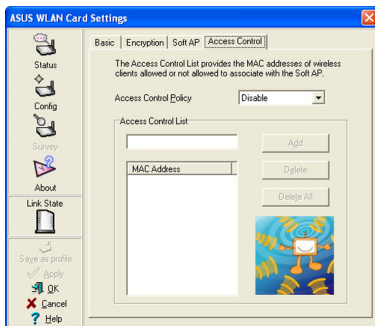 ASUS WLAN Card Settings
Status
Config
Survey
About
Link State
Save as profile
Apply
OK
Cancel
Help
Basic Encryption Soft AP Access Control
The Access Control List provides the MAC addresses of wireless
clients allowed or not allowed to associate with the Soft AP.
Access Control Policy Disable
Access Control List
Add
MAC Address
Delete
Delete All